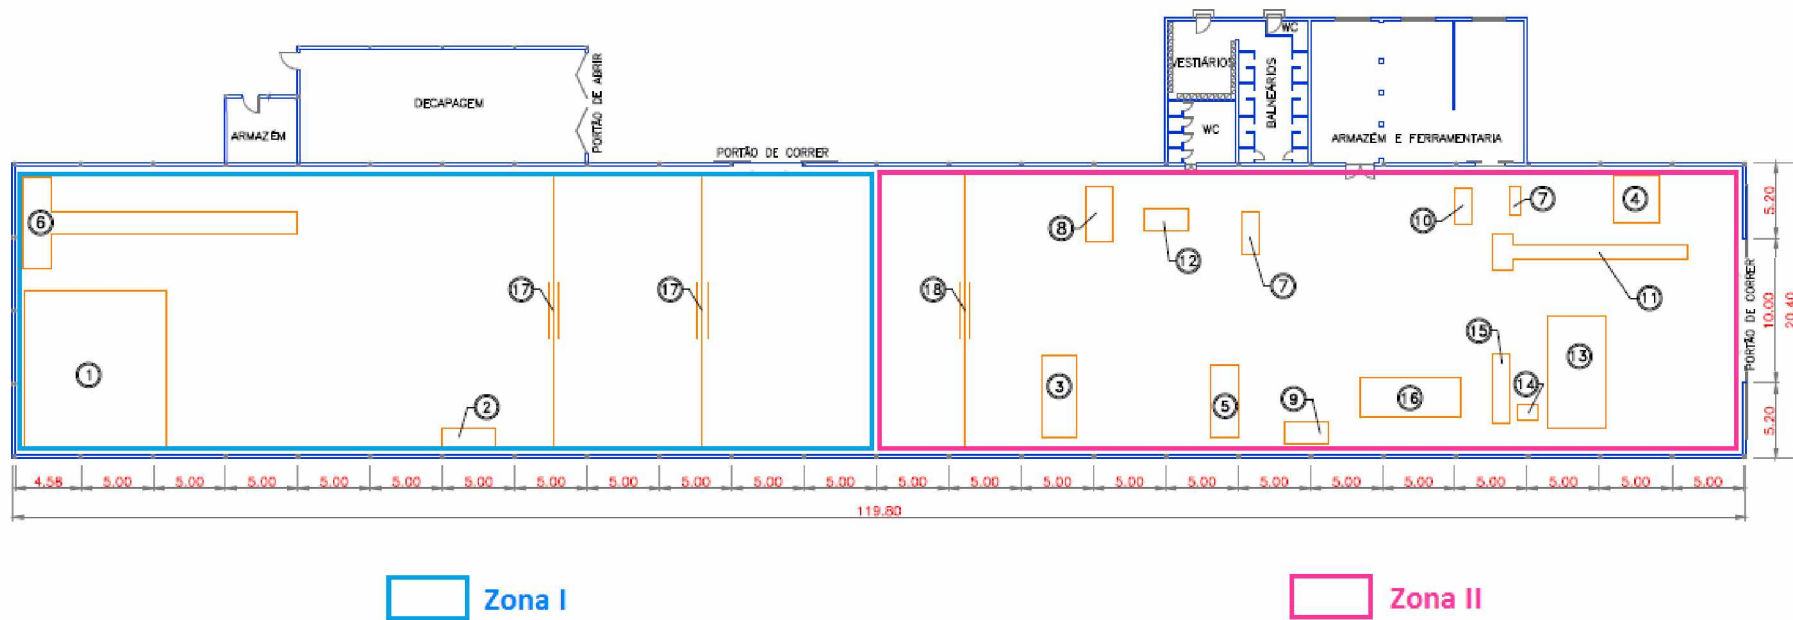 WC
VESTIÁRIOS
DECAPAGEM
PORTÃO DE ABRIR
BALNEÁRIOS
ARMAZÉM
WC
ARMAZÉM E FERRAMENTARIA
PORTÃO DE CORRER
6
17
17
18
8
12
7
10
7
4
11
5.20
1
2
3
5
9
16
15
14
13
PORTÃO DE CORRER
10.00
20.40
5.20
4.58 5.00 5.00 5.00 5.00 5.00 5.00 5.00 5.00 5.00 5.00 5.00 5.00 5.00 5.00 5.00 5.00 5.00 5.00 5.00 5.00 5.00 5.00 5.00
119.80
Zona I
Zona II